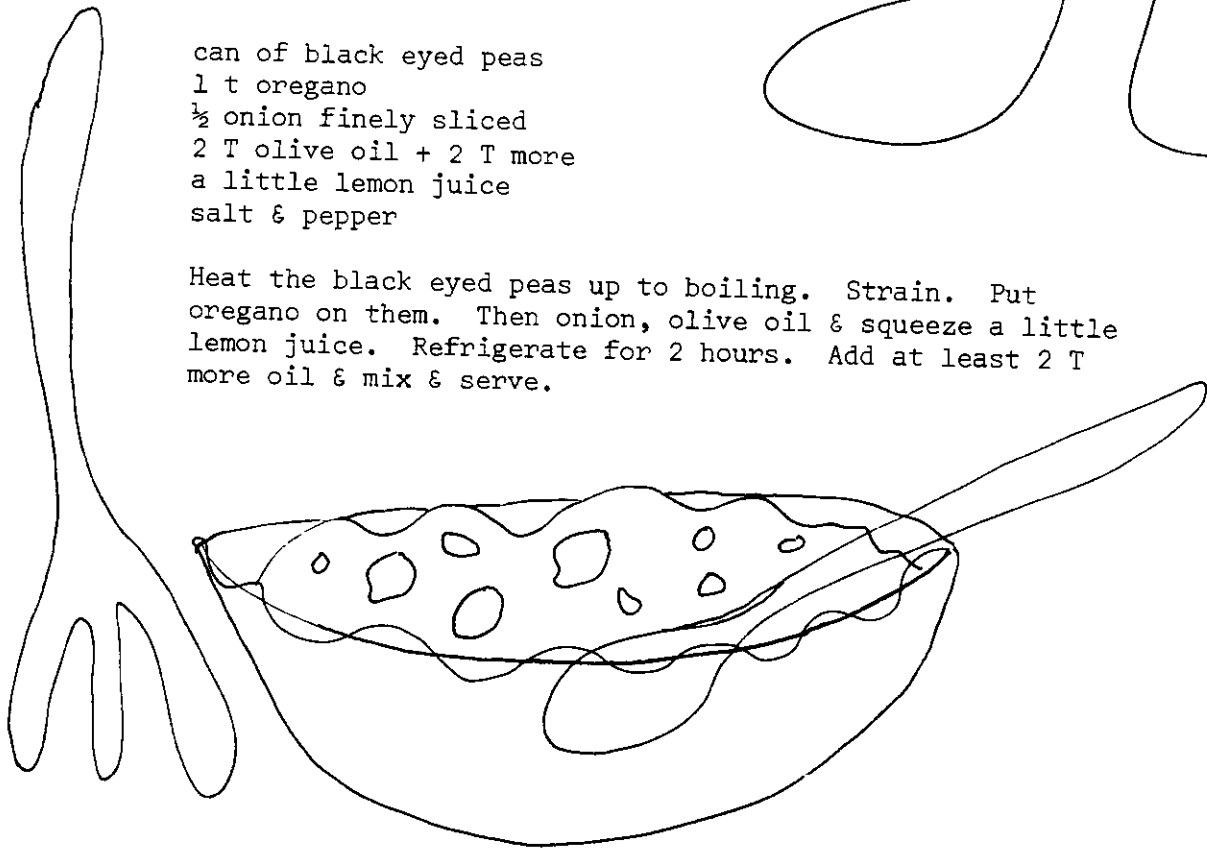 can of black eyed peas
1 t oregano
½ onion finely sliced
2 T olive oil + 2 T more
a little lemon juice
salt & pepper
Heat the black eyed peas up to boiling.  Strain.  Put
oregano on them.  Then onion, olive oil & squeeze a little
lemon juice.  Refrigerate for 2 hours.  Add at least 2 T
more oil & mix & serve.